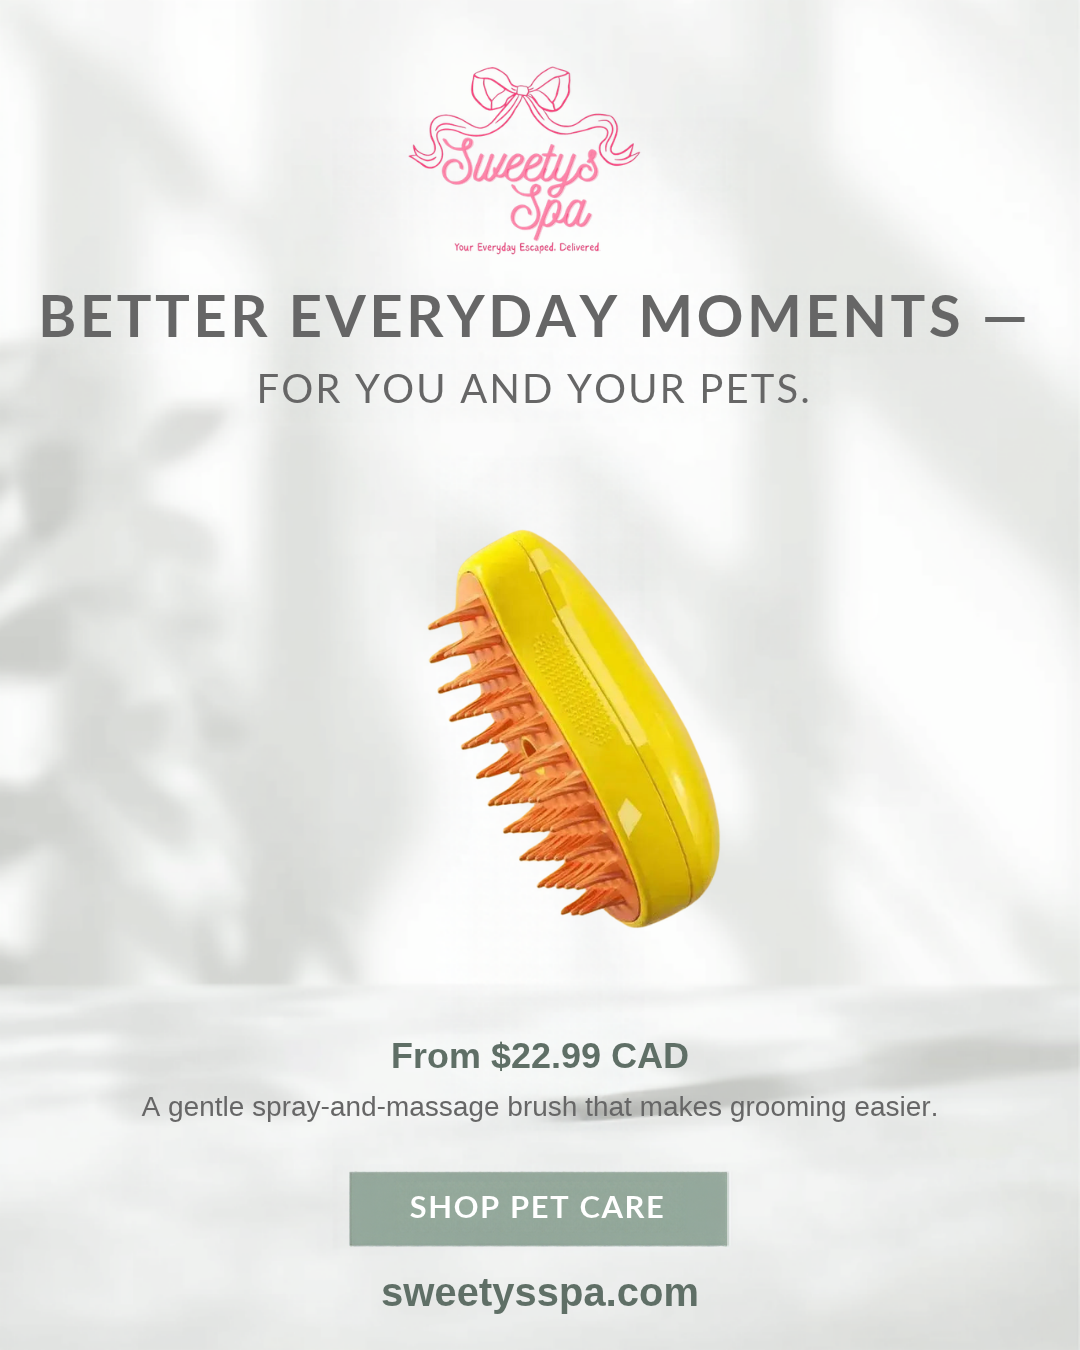 Sweetys
Spa
Your Everyday Escaped, Delivered
BETTER EVERYDAY MOMENTS —
FOR YOU AND YOUR PETS.
From $22.99 CAD
A gentle spray-and-massage brush that makes grooming easier.
SHOP PET CARE
sweetysspa.com